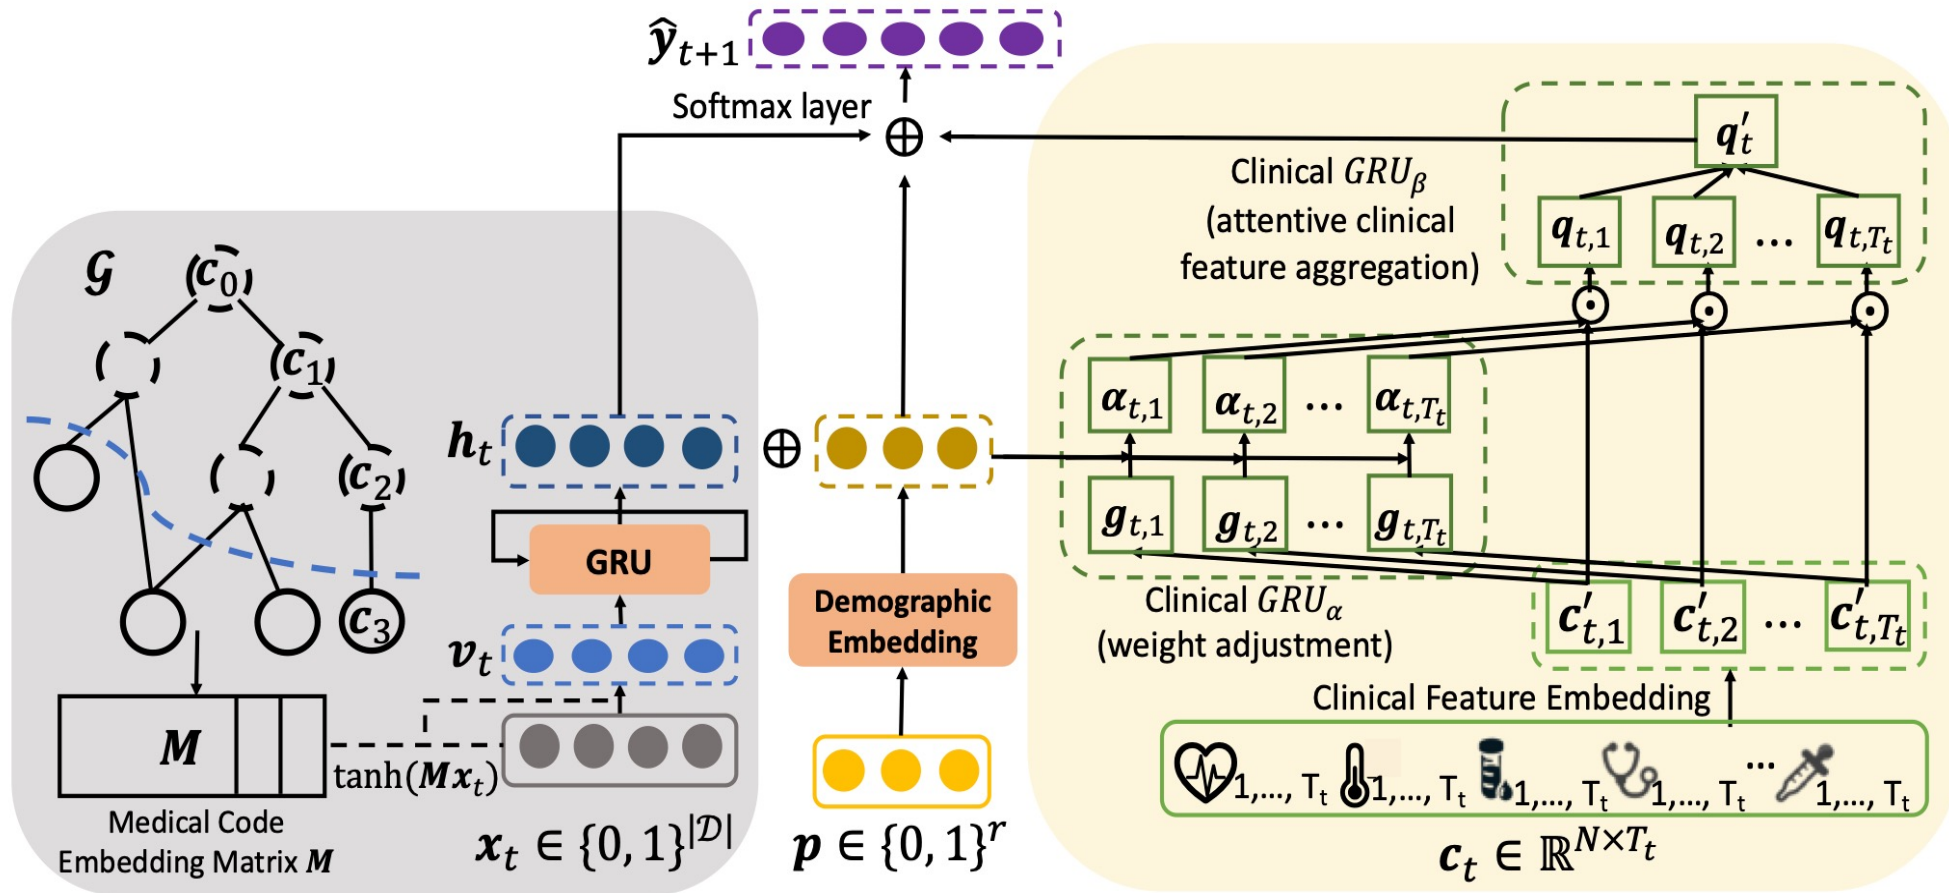 ŷ_{t+1}
Softmax layer
⊕
q′_t
Clinical GRU_β
(attentive clinical
feature aggregation)
q_{t,1} q_{t,2} ... q_{t,T_t}
𝒢
c_0
c_1
c_2
c_3
α_{t,1} α_{t,2} ... α_{t,T_t}
h_t ⊕
g_{t,1} g_{t,2} ... g_{t,T_t}
GRU
Demographic
Embedding
Clinical GRU_α
(weight adjustment)
c′_{t,1} c′_{t,2} ... c′_{t,T_t}
v_t
Clinical Feature Embedding
M
tanh(Mx_t)
1,..., T_t 1,..., T_t 1,..., T_t 1,..., T_t ... 1,..., T_t
Medical Code
Embedding Matrix M
x_t ∈ {0, 1}^{|𝒟|}
p ∈ {0, 1}^r
c_t ∈ ℝ^{N×T_t}